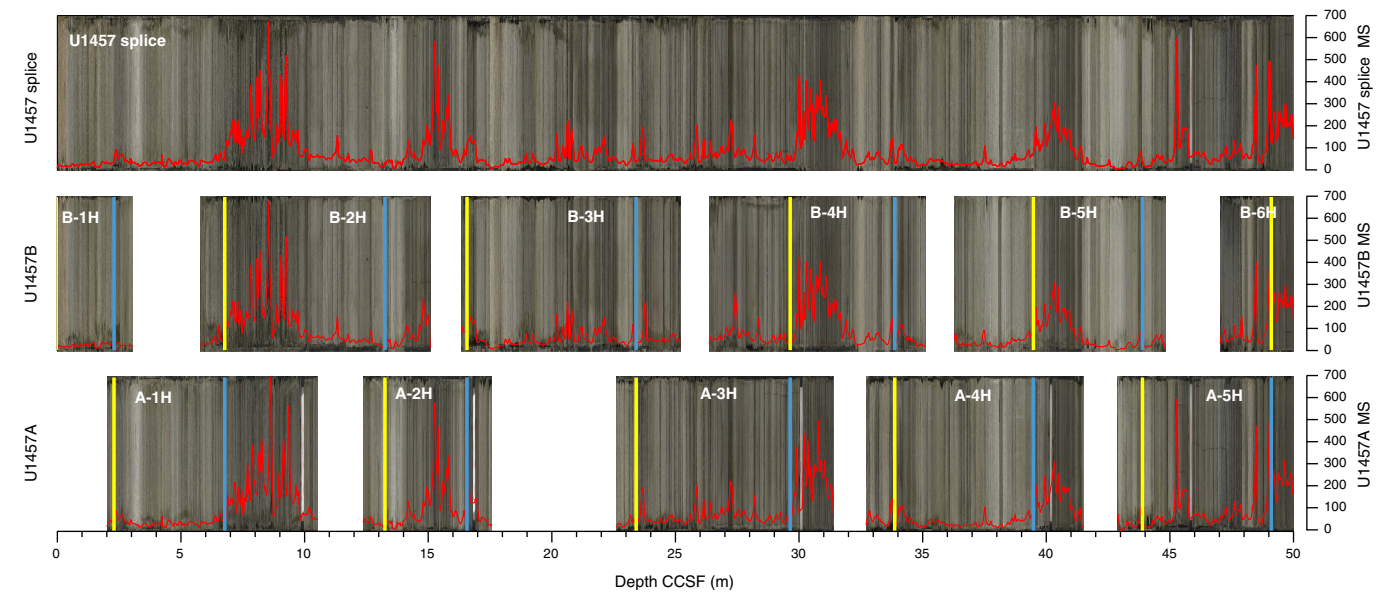 U1457 splice
U1457 splice
700
600
500
400
300
200
100
0
U1457 splice MS
U1457B
B-1H
B-2H
B-3H
B-4H
B-5H
B-6H
700
600
500
400
300
200
100
0
U1457B MS
U1457A
A-1H
A-2H
A-3H
A-4H
A-5H
700
600
500
400
300
200
100
0
U1457A MS
0 5 10 15 20 25 30 35 40 45 50
Depth CCSF (m)